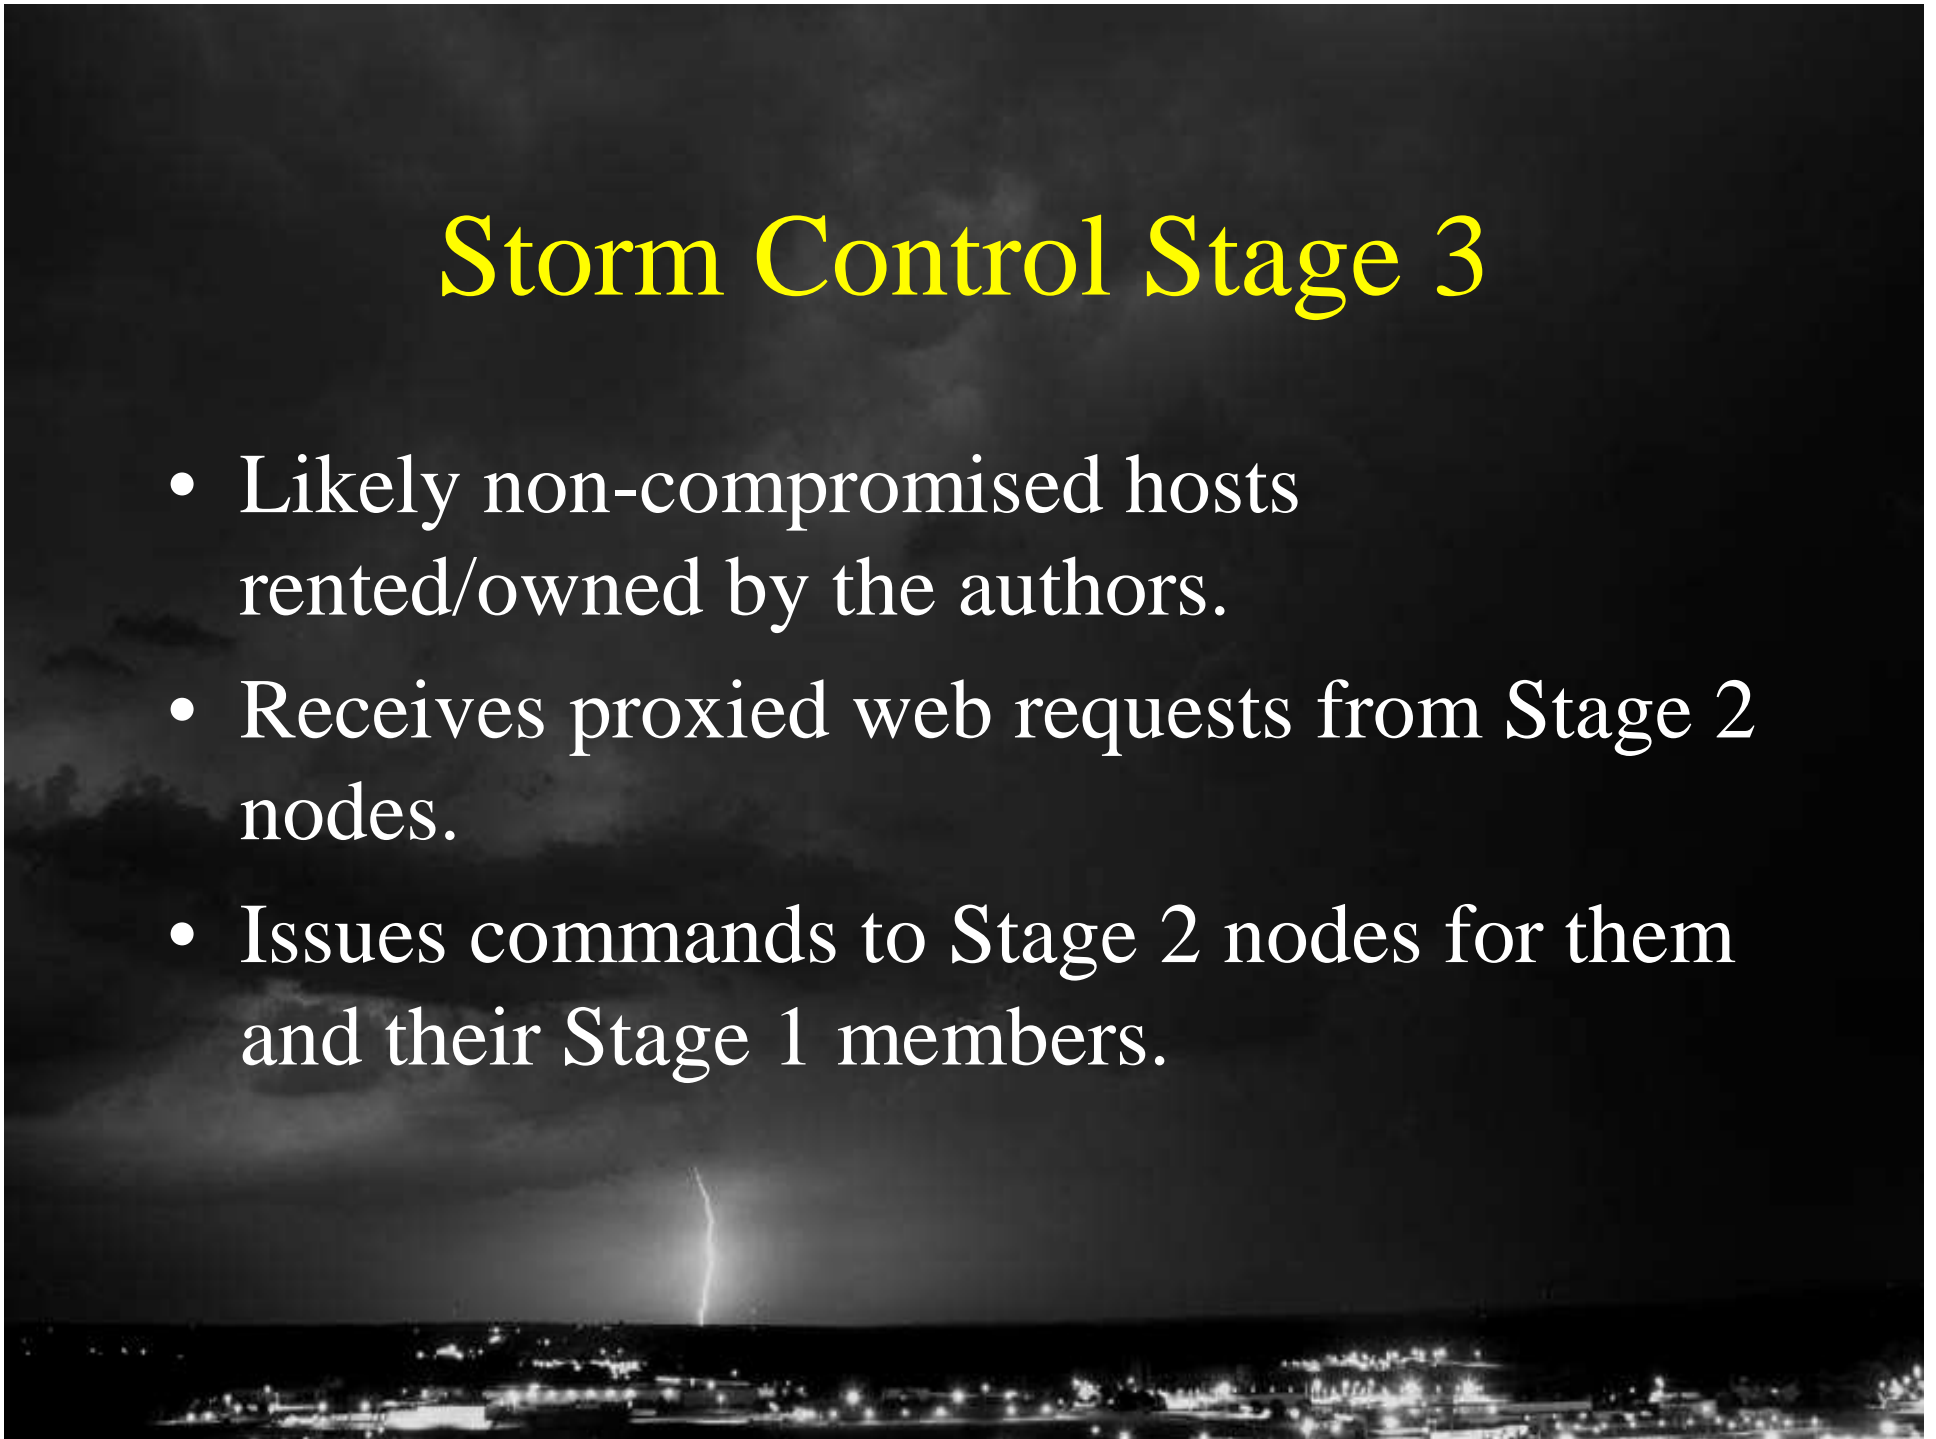 Storm Control Stage 3
• Likely non-compromised hosts
rented/owned by the authors.
• Receives proxied web requests from Stage 2
nodes.
• Issues commands to Stage 2 nodes for them
and their Stage 1 members.